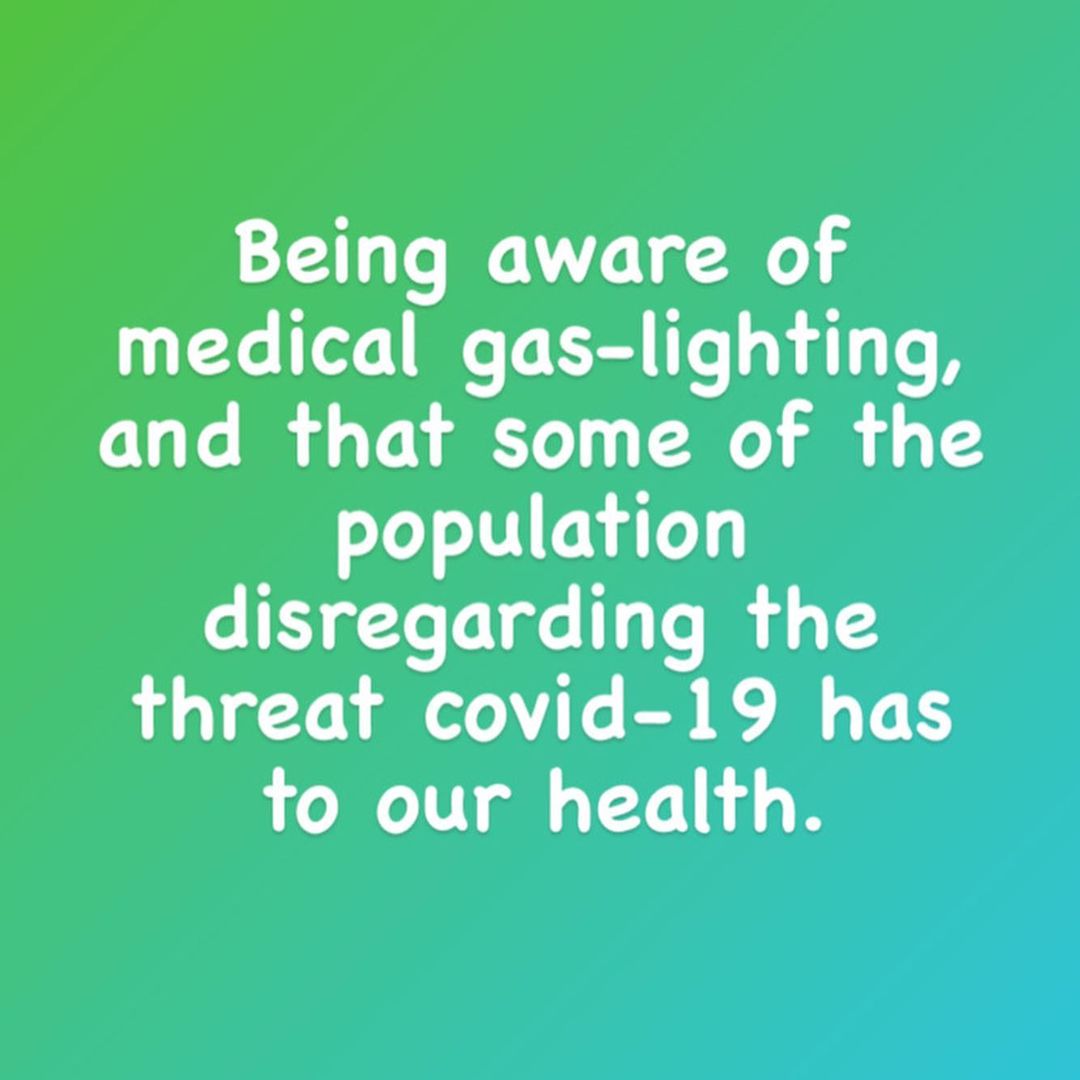 Being aware of
medical gas-lighting,
and that some of the
population
disregarding the
threat covid-19 has
to our health.